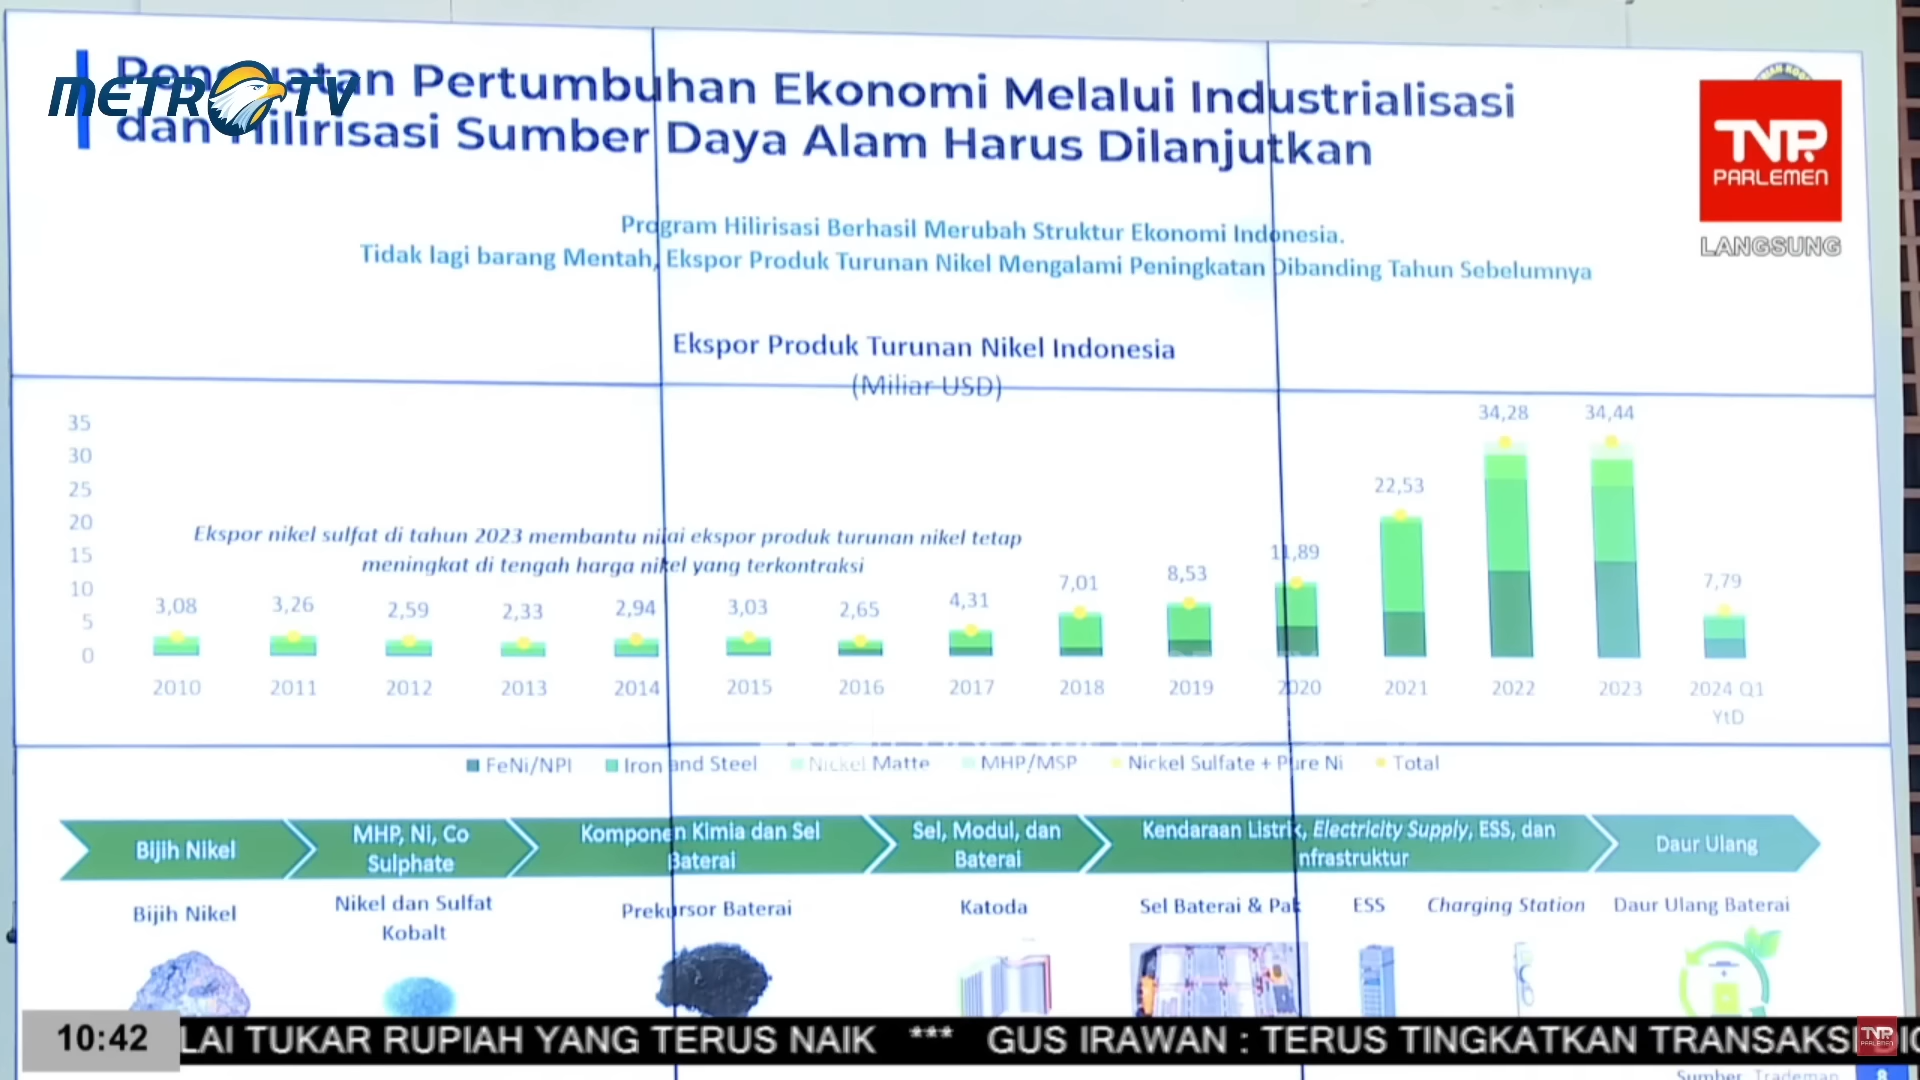 METRO TV
Penguatan Pertumbuhan Ekonomi Melalui Industrialisasi
dan Hilirisasi Sumber Daya Alam Harus Dilanjutkan
TVR
PARLEMEN
LANGSUNG
Program Hilirisasi Berhasil Merubah Struktur Ekonomi Indonesia.
Tidak lagi barang Mentah, Ekspor Produk Turunan Nikel Mengalami Peningkatan Dibanding Tahun Sebelumnya
Ekspor Produk Turunan Nikel Indonesia
(Miliar USD)
35
30
25
20
15
10
5
0
Ekspor nikel sulfat di tahun 2023 membantu nilai ekspor produk turunan nikel tetap
meningkat di tengah harga nikel yang terkontraksi
3,08 3,26 2,59 2,33 2,94 3,03 2,65 4,31 7,01 8,53 11,89 22,53 34,28 34,44 7,79
2010 2011 2012 2013 2014 2015 2016 2017 2018 2019 2020 2021 2022 2023 2024 Q1
YtD
FeNi/NPI Iron and Steel Nickel Matte MHP/MSP Nickel Sulfate + Pure Ni Total
Bijih Nikel
MHP, Ni, Co
Sulphate
Komponen Kimia dan Sel
Baterai
Sel, Modul, dan
Baterai
Kendaraan Listrik, Electricity Supply, ESS, dan
Infrastruktur
Daur Ulang
Bijih Nikel
Nikel dan Sulfat
Kobalt
Prekursor Baterai
Katoda
Sel Baterai & Pak
ESS
Charging Station
Daur Ulang Baterai
10:42
LAI TUKAR RUPIAH YANG TERUS NAIK *** GUS IRAWAN : TERUS TINGKATKAN TRANSAKSI
TVR
PARLEMEN
Sumber Trademap
8